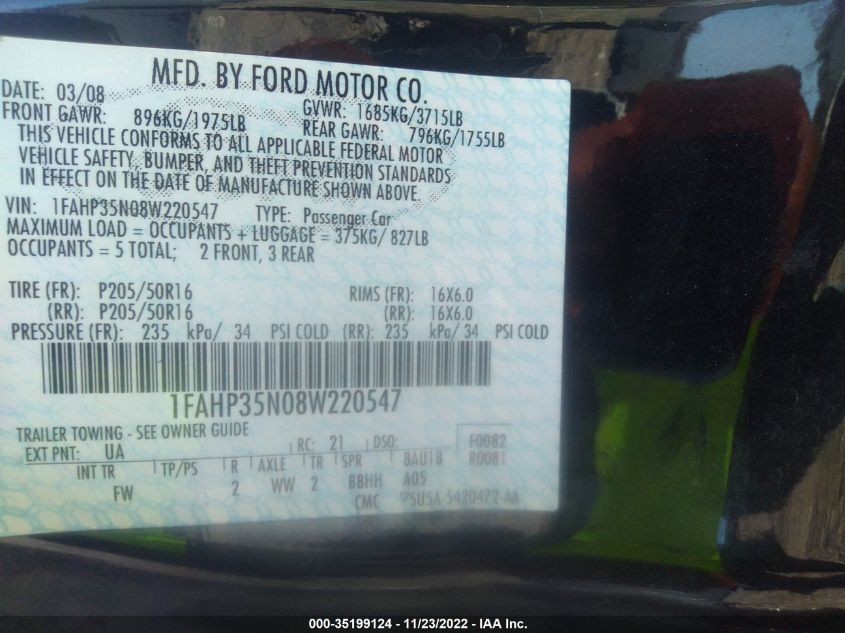 MFD. BY FORD MOTOR CO.
DATE: 03/08 GVWR: 1685KG/3715LB
FRONT GAWR: 896KG/1975LB REAR GAWR: 796KG/1755LB
THIS VEHICLE CONFORMS TO ALL APPLICABLE FEDERAL MOTOR
VEHICLE SAFETY, BUMPER, AND THEFT PREVENTION STANDARDS
IN EFFECT ON THE DATE OF MANUFACTURE SHOWN ABOVE.
VIN: 1FAHP35N08W220547 TYPE: Passenger Car
MAXIMUM LOAD = OCCUPANTS + LUGGAGE = 375KG/ 827LB
OCCUPANTS = 5 TOTAL; 2 FRONT, 3 REAR
TIRE (FR): P205/50R16 RIMS (FR): 16X6.0
(RR): P205/50R16 (RR): 16X6.0
PRESSURE (FR): 235 kPa/ 34 PSI COLD (RR): 235 kPa/ 34 PSI COLD
1FAHP35N08W220547
TRAILER TOWING - SEE OWNER GUIDE
EXT PNT: UA RC: 21 DSO: F0082
INT TR TP/PS R AXLE TR SPR 8AU1B R0081
FW 2 WW 2 BBHH A05
CMC 5U5A-5420472-AA
000-35199124 - 11/23/2022 - IAA Inc.